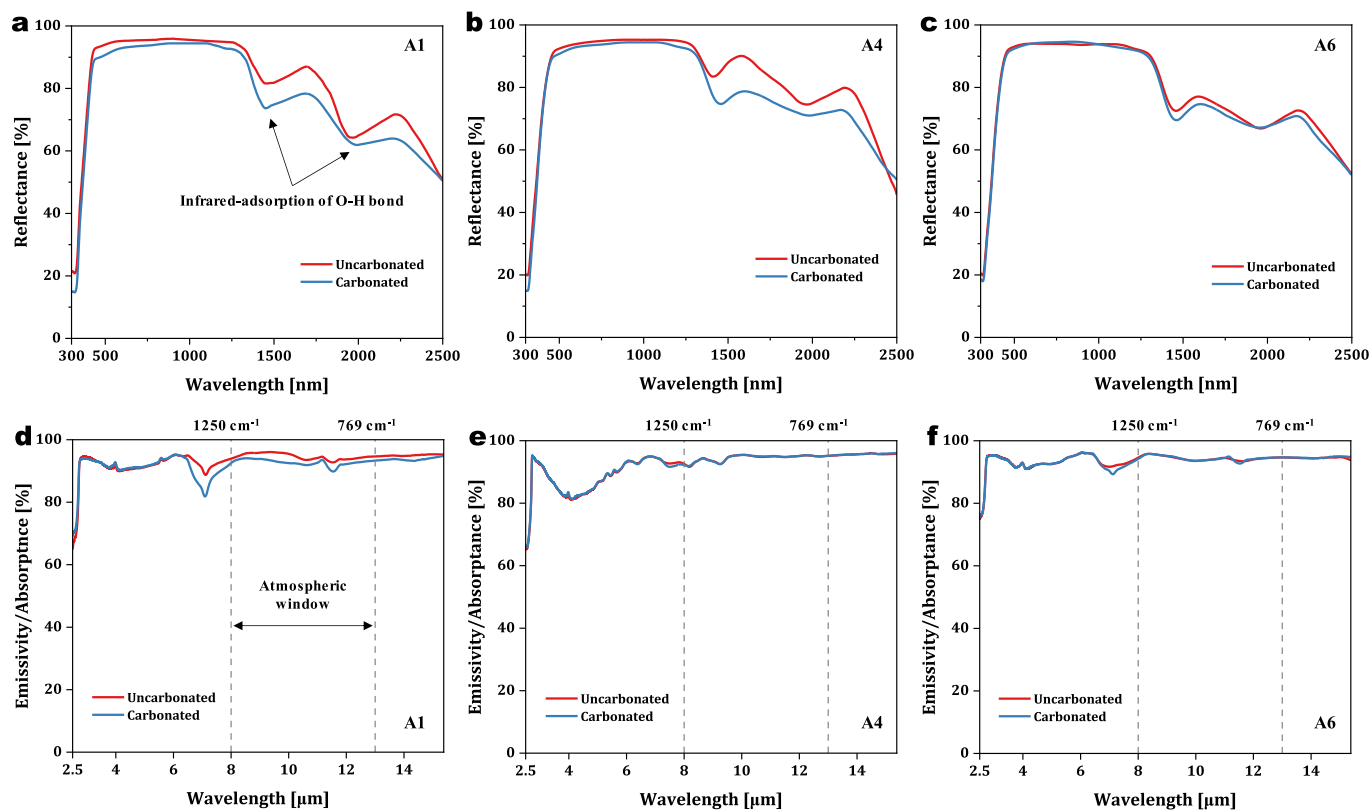 a
A1
Reflectance [%]
100
80
60
40
20
0
Infrared-adsorption of O-H bond
Uncarbonated
Carbonated
300 500 1000 1500 2000 2500
Wavelength [nm]
b
A4
Reflectance [%]
100
80
60
40
20
0
Uncarbonated
Carbonated
300 500 1000 1500 2000 2500
Wavelength [nm]
c
A6
Reflectance [%]
100
80
60
40
20
0
Uncarbonated
Carbonated
300 500 1000 1500 2000 2500
Wavelength [nm]
d
1250 cm⁻¹ 769 cm⁻¹
Emissivity/Absorptnce [%]
100
80
60
40
20
0
Atmospheric
window
Uncarbonated
Carbonated
A1
2.5 4 6 8 10 12 14
Wavelength [μm]
e
1250 cm⁻¹ 769 cm⁻¹
Emissivity/Absorptance [%]
100
80
60
40
20
0
Uncarbonated
Carbonated
A4
2.5 4 6 8 10 12 14
Wavelength [μm]
f
1250 cm⁻¹ 769 cm⁻¹
Emissivity/Absorptance [%]
100
80
60
40
20
0
Uncarbonated
Carbonated
A6
2.5 4 6 8 10 12 14
Wavelength [μm]